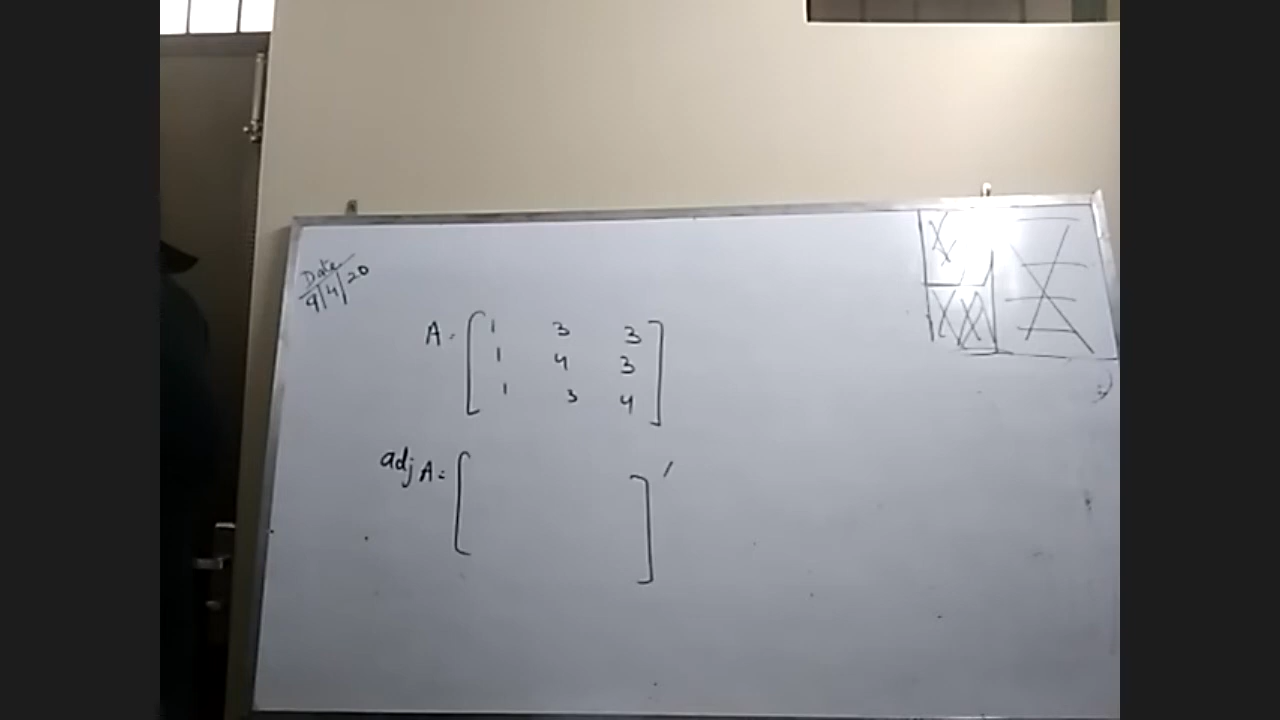 Date
9/4/20
A = [ 1 3 3
1 4 3
1 3 4 ]
adj A = [ ]'